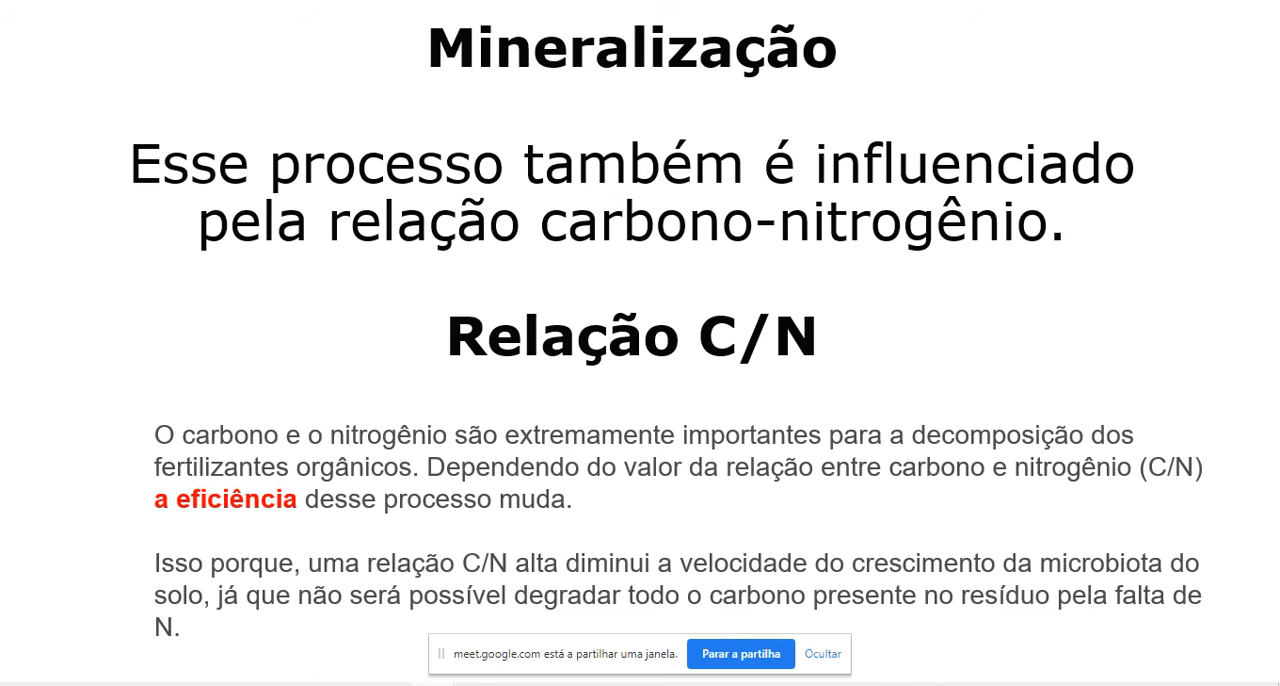 Mineralização
Esse processo também é influenciado
pela relação carbono-nitrogênio.
Relação C/N
O carbono e o nitrogênio são extremamente importantes para a decomposição dos
fertilizantes orgânicos. Dependendo do valor da relação entre carbono e nitrogênio (C/N)
a eficiência desse processo muda.
Isso porque, uma relação C/N alta diminui a velocidade do crescimento da microbiota do
solo, já que não será possível degradar todo o carbono presente no resíduo pela falta de
N.
meet.google.com está a partilhar uma janela. Parar a partilha Ocultar